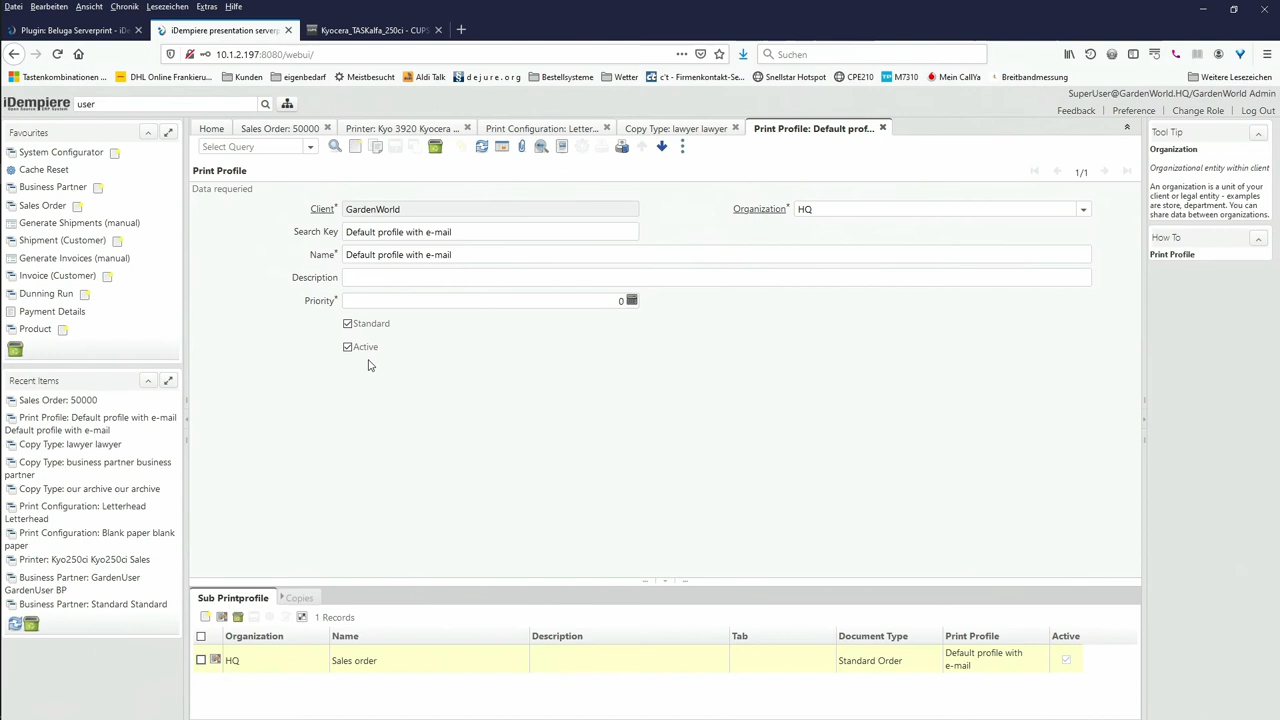 Datei Bearbeiten Ansicht Chronik Lesezeichen Extras Hilfe
Plugin: Beluga Serverprint - iDe
iDempiere presentation serverp
Kyocera_TASKalfa_250ci - CUPS
10.1.2.197:8080/webui/
Suchen
Tastenkombinationen ...
DHL Online Frankieru...
Kunden
eigenbedarf
Meistbesucht
Aldi Talk
d e j u r e . o r g
Bestellsysteme
Wetter
c't - Firmenkontakt-Se...
Snellstar Hotspot
CPE210
M7310
Mein CallYa
Breitbandmessung
Weitere Lesezeichen
iDempiere
user
SuperUser@GardenWorld.HQ/GardenWorld Admin
Feedback
Preference
Change Role
Log Out
Favourites
System Configurator
Cache Reset
Business Partner
Sales Order
Generate Shipments (manual)
Shipment (Customer)
Generate Invoices (manual)
Invoice (Customer)
Dunning Run
Payment Details
Product
Recent Items
Sales Order: 50000
Print Profile: Default profile with e-mail
Default profile with e-mail
Copy Type: lawyer lawyer
Copy Type: business partner business
partner
Copy Type: our archive our archive
Print Configuration: Letterhead
Letterhead
Print Configuration: Blank paper blank
paper
Printer: Kyo250ci Kyo250ci Sales
Business Partner: GardenUser
GardenUser BP
Business Partner: Standard Standard
Home
Sales Order: 50000
Printer: Kyo 3920 Kyocera ...
Print Configuration: Letter...
Copy Type: lawyer lawyer
Print Profile: Default prof...
Select Query
Print Profile
1/1
Data requeried
Client* GardenWorld
Organization* HQ
Search Key Default profile with e-mail
Name* Default profile with e-mail
Description
Priority* 0
Standard
Active
Sub Printprofile
Copies
1 Records
Organization Name Description Tab Document Type Print Profile Active
HQ Sales order Standard Order Default profile with
e-mail
Tool Tip
Organization
Organizational entity within client
An organization is a unit of your
client or legal entity - examples
are store, department. You can
share data between organizations.
How To
Print Profile